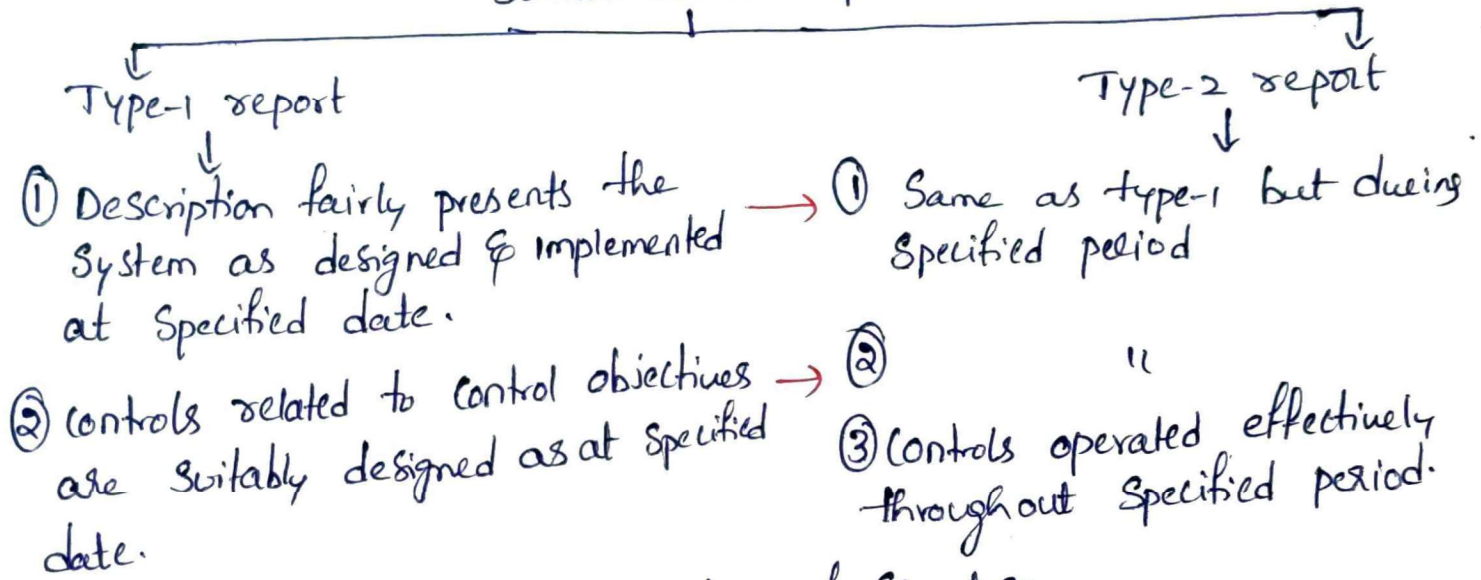 Type-1 report
Type-2 report
① Description fairly presents the
System as designed & implemented
at Specified date.
② Controls related to Control objectives
are Suitably designed as at Specified
date.
① Same as type-1 but during
Specified period
② "
③ Controls operated effectively
throughout Specified period.